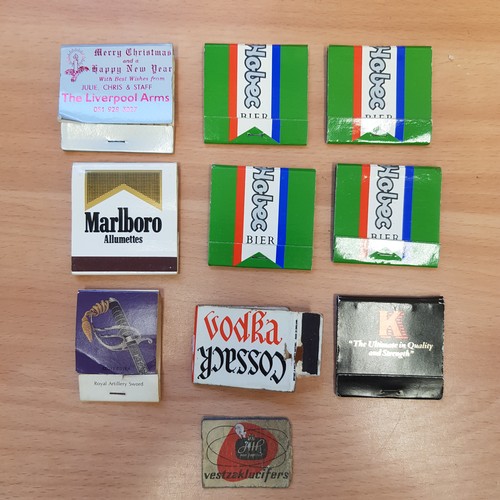 Merry Christmas
and a
Happy New Year
With Best Wishes from
JULIE, CHRIS & STAFF
The Liverpool Arms
Hobec
BIER
Hobec
BIER
Marlboro
Allumettes
Hobec
BIER
Hobec
BIER
Royal Artillery Sword
Cossack
Vodka
K
"The Ultimate in Quality
and Strength"
vestzaklucifers